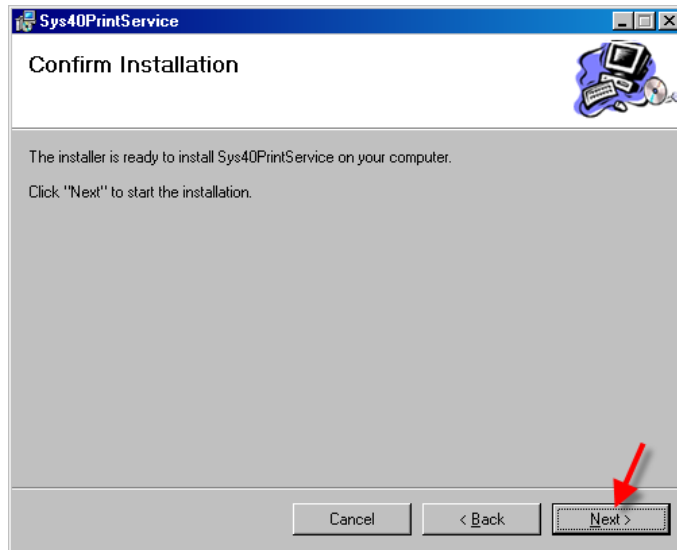 Sys40PrintService
Confirm Installation
The installer is ready to install Sys40PrintService on your computer.
Click "Next" to start the installation.
Cancel
< Back
Next >